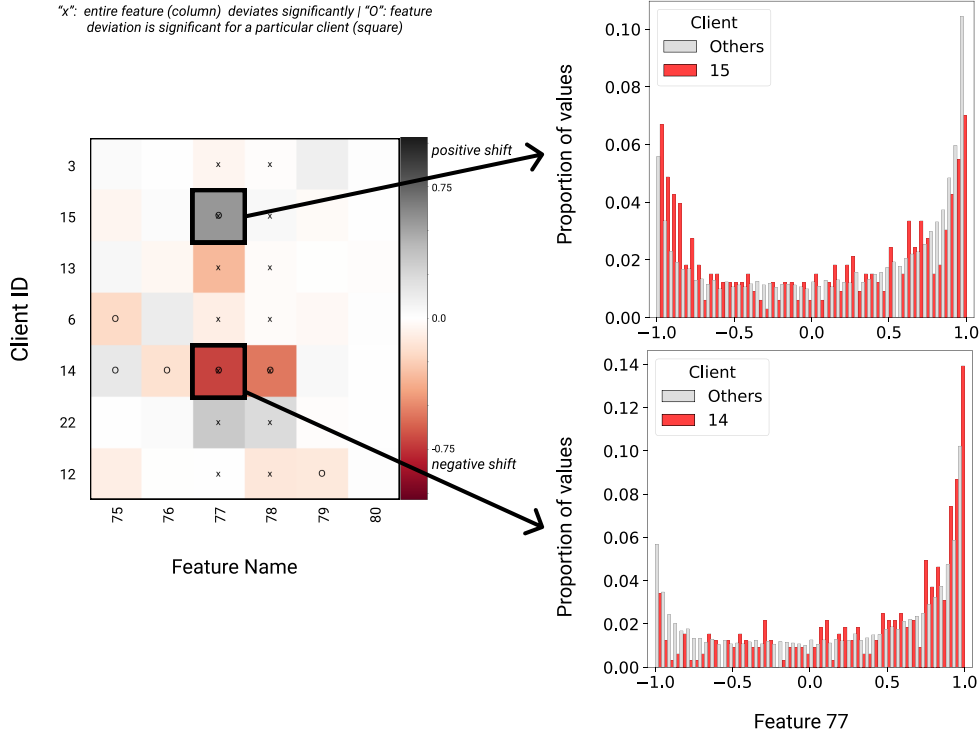 “x”: entire feature (column) deviates significantly | “O”: feature
deviation is significant for a particular client (square)
positive shift
0.75
0.0
-0.75
negative shift
Client ID
3
15
13
6
14
22
12
x x
O x x
x x
O x x
O O O x O x
x x
x x O
75 76 77 78 79 80
Feature Name
Proportion of values
0.10
0.08
0.06
0.04
0.02
0.00
Client
Others
15
−1.0 −0.5 0.0 0.5 1.0
Proportion of values
0.14
0.12
0.10
0.08
0.06
0.04
0.02
0.00
Client
Others
14
−1.0 −0.5 0.0 0.5 1.0
Feature 77